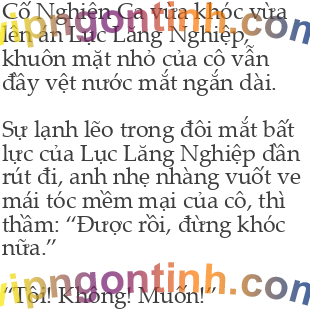 Cố Nghiên Ca vừa khóc vừa
lên án Lục Lăng Nghiệp,
khuôn mặt nhỏ của cô vẫn
đầy vệt nước mắt ngắn dài.
Sự lạnh lẽo trong đôi mắt bất
lực của Lục Lăng Nghiệp dần
rút đi, anh nhẹ nhàng vuốt ve
mái tóc mềm mại của cô, thì
thầm: “Được rồi, đừng khóc
nữa.”
“Tôi! Không! Muốn!”
vipngontinh.com
vipngontinh.com